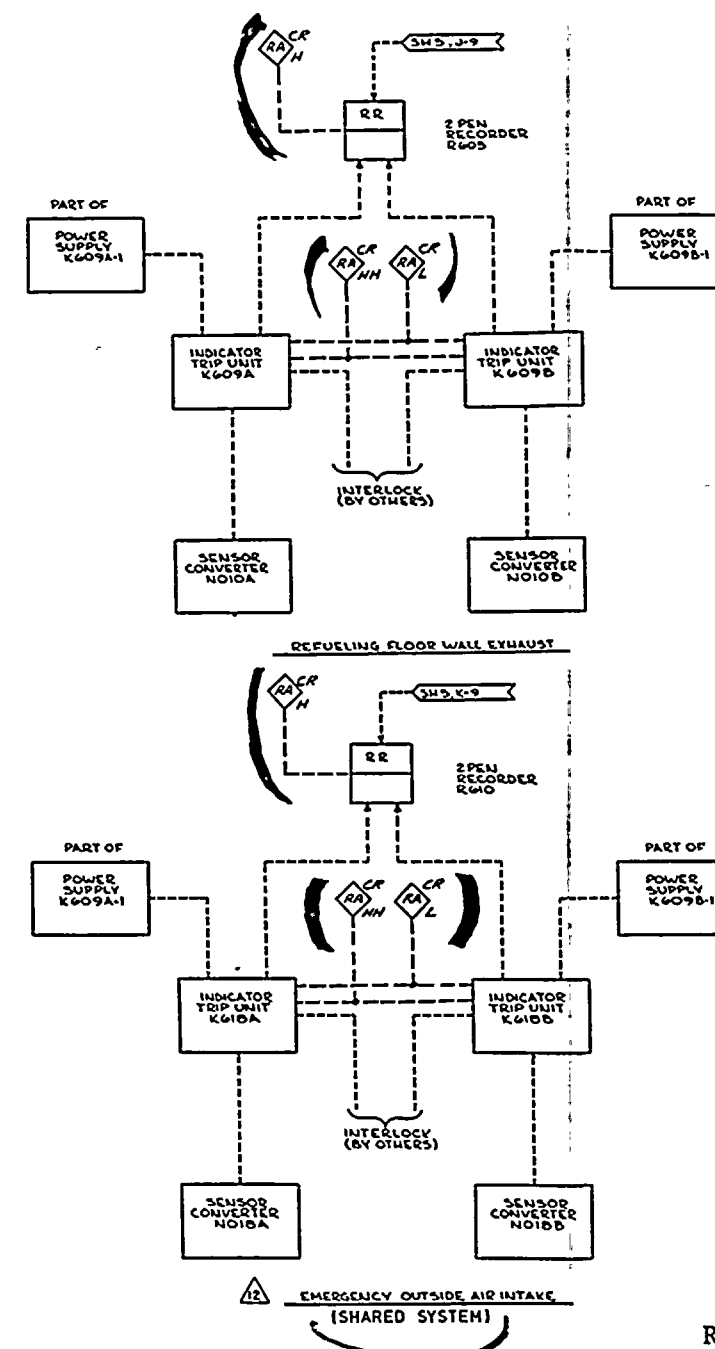 RA CR
H
SH5, J-9
RR
2 PEN
RECORDER
R605
PART OF
POWER
SUPPLY
K609A-1
PART OF
POWER
SUPPLY
K609B-1
RA CR
HH
RA CR
L
INDICATOR
TRIP UNIT
K609A
INDICATOR
TRIP UNIT
K609B
INTERLOCK
(BY OTHERS)
SENSOR
CONVERTER
N010A
SENSOR
CONVERTER
N010B
REFUELING FLOOR WALL EXHAUST
RA CR
H
SH5, K-9
RR
2 PEN
RECORDER
R610
PART OF
POWER
SUPPLY
K609A-1
PART OF
POWER
SUPPLY
K609B-1
RA CR
HH
RA CR
L
INDICATOR
TRIP UNIT
K618A
INDICATOR
TRIP UNIT
K618B
INTERLOCK
(BY OTHERS)
SENSOR
CONVERTER
N018A
SENSOR
CONVERTER
N018B
12 EMERGENCY OUTSIDE AIR INTAKE
(SHARED SYSTEM)
R